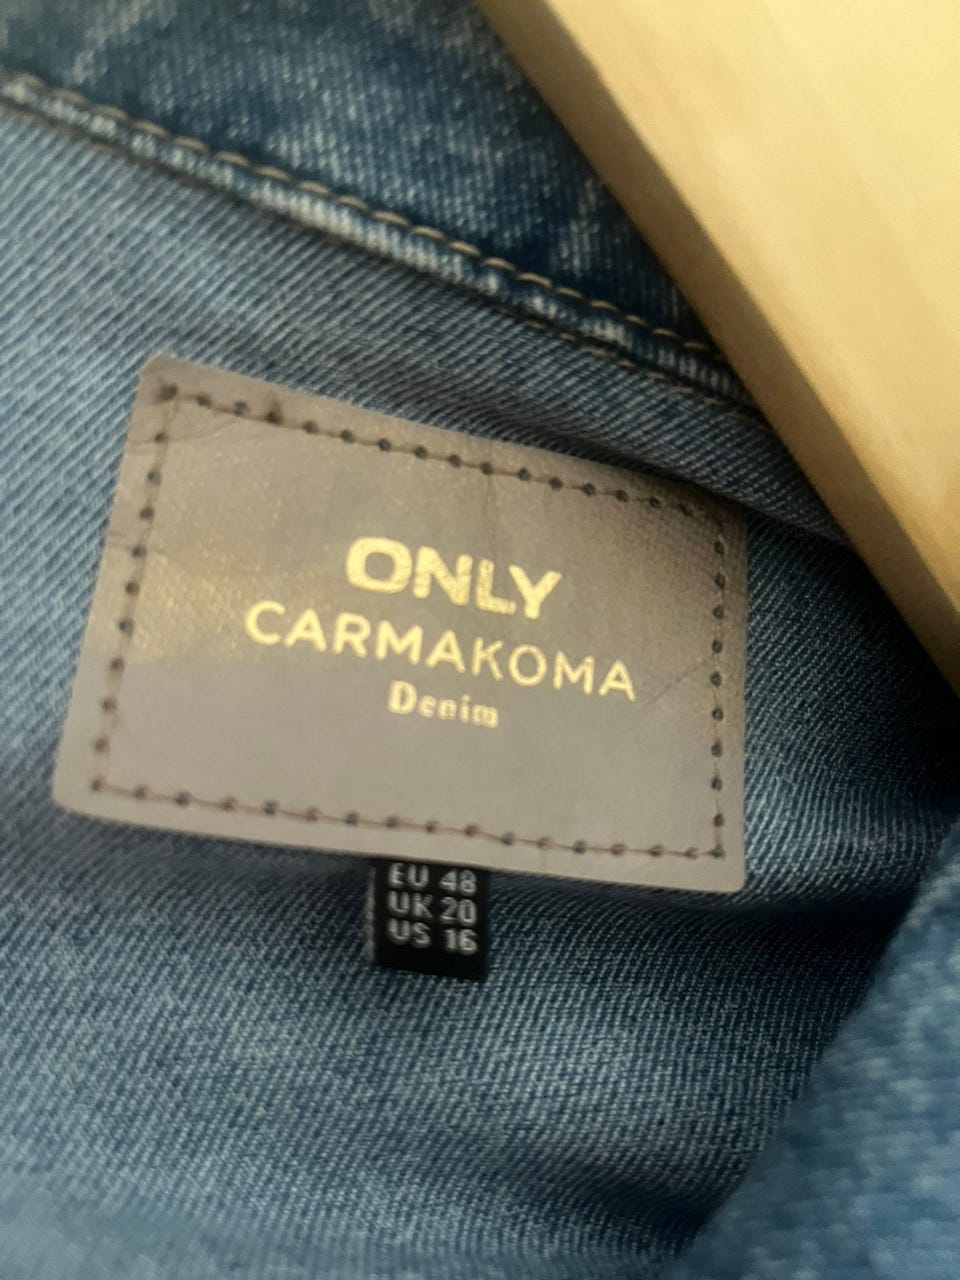 ONLY
CARMAKOMA
Denim
EU 48
UK 20
US 16